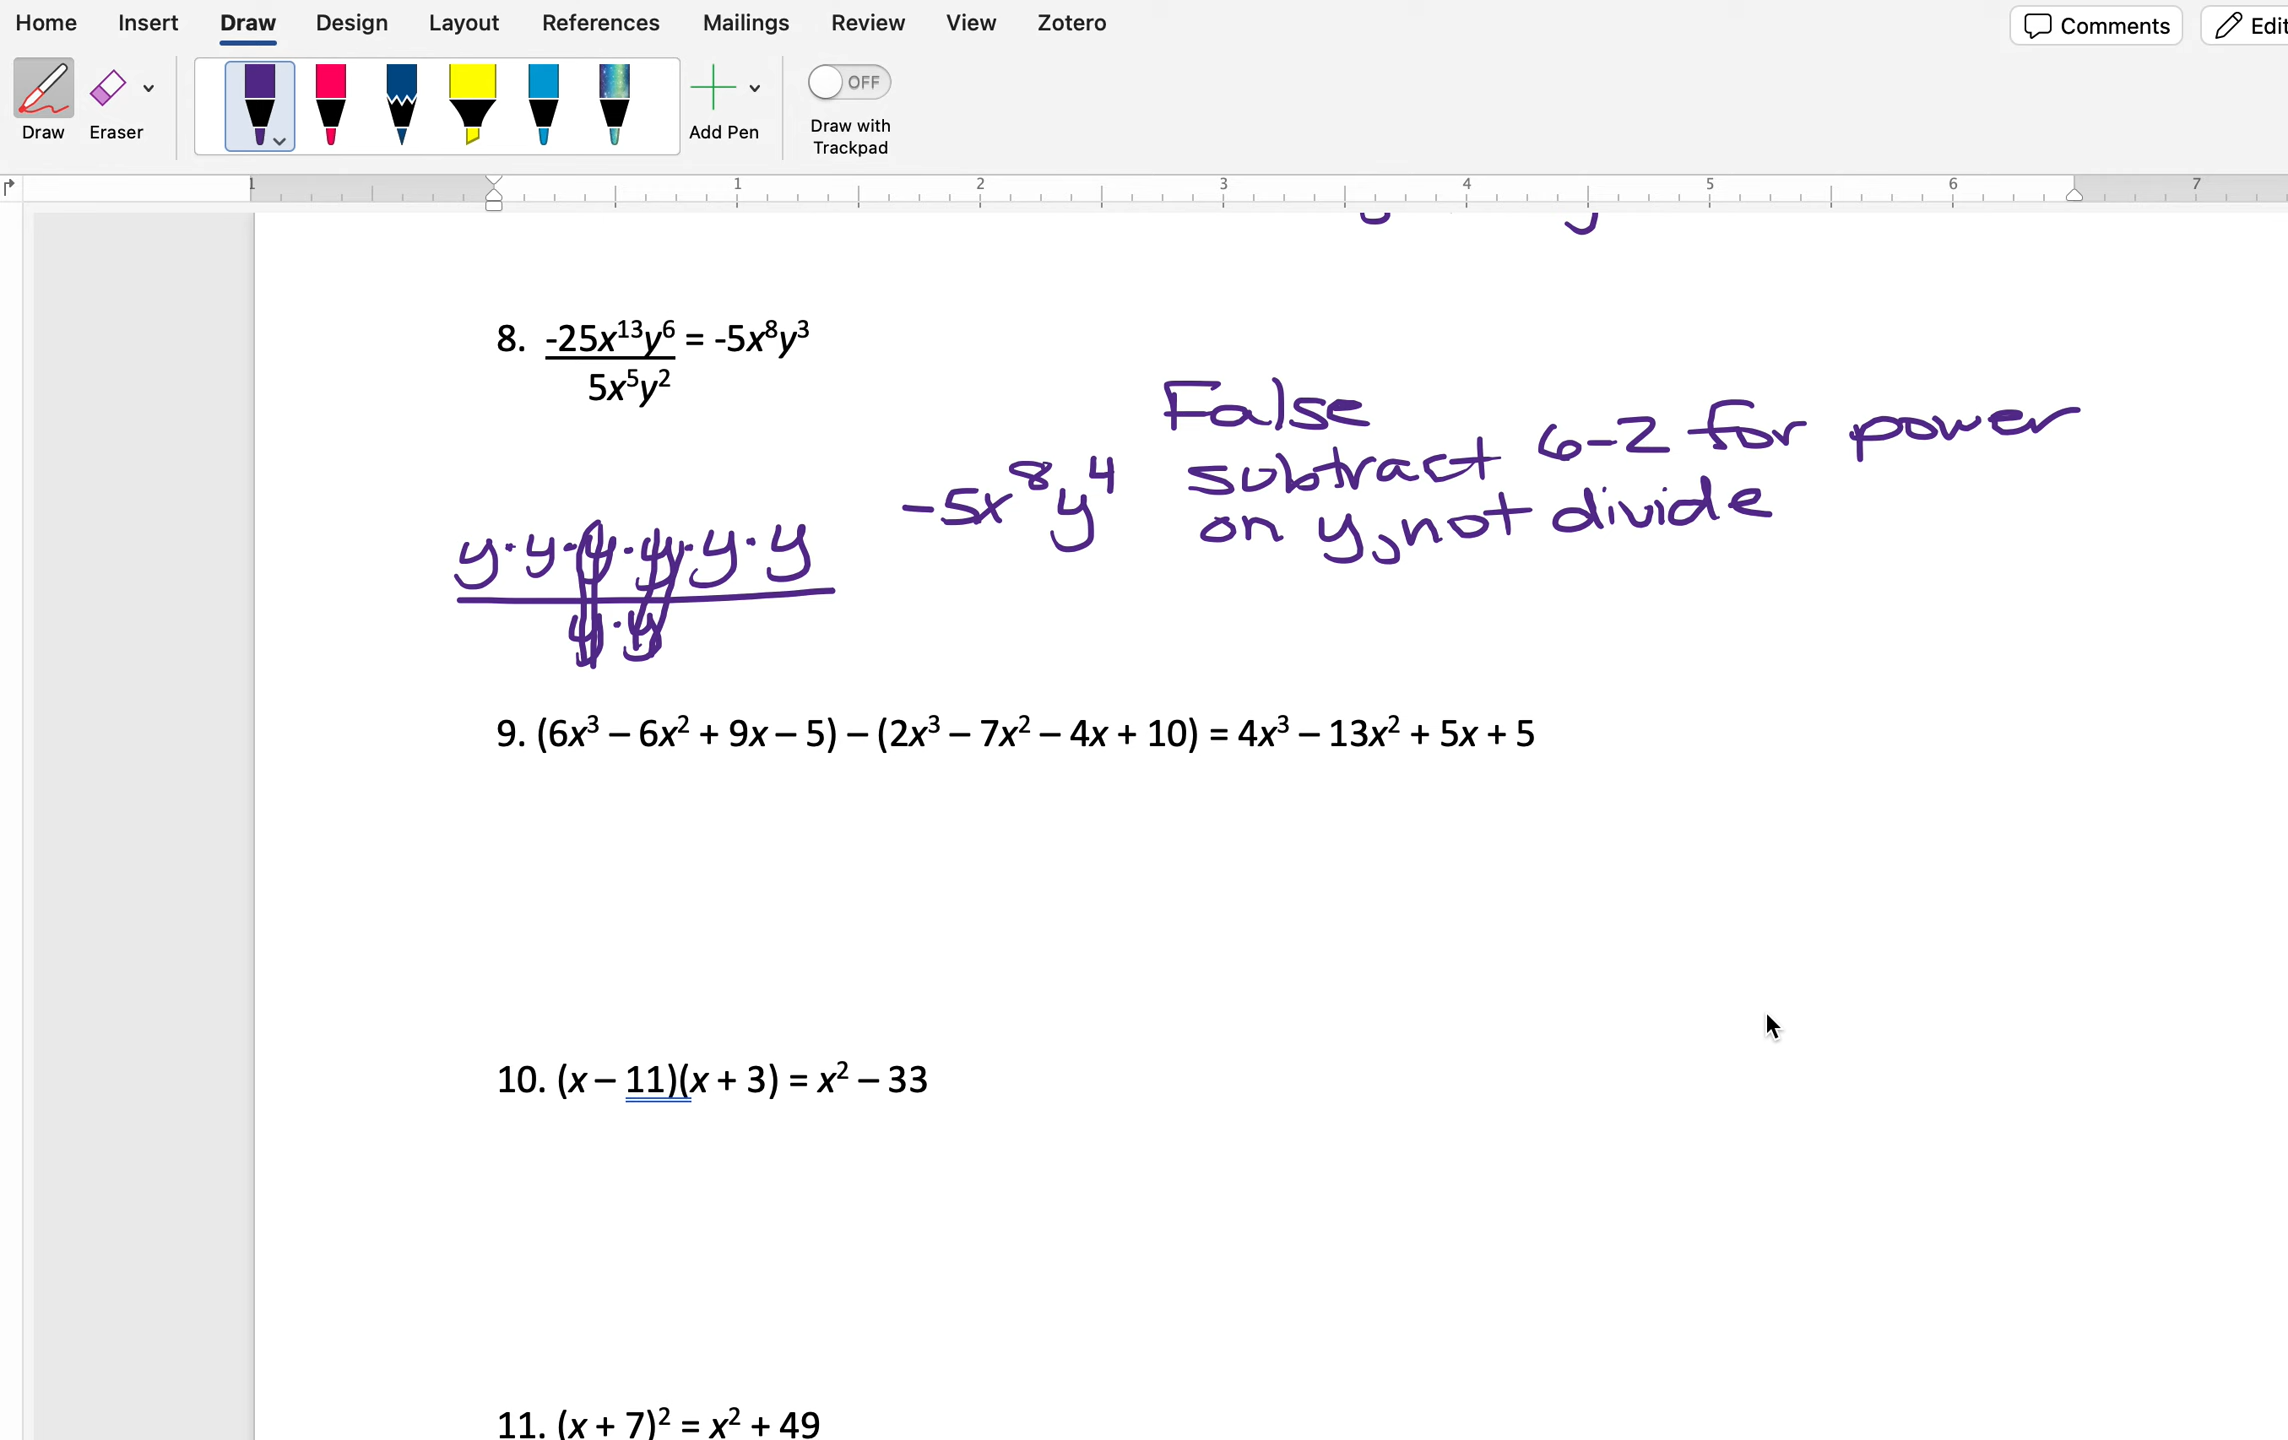 Home Insert Draw Design Layout References Mailings Review View Zotero Comments Edit
OFF
Draw Eraser Add Pen Draw with
Trackpad
1 1 2 3 4 5 6 7
8. -25x¹³y⁶ = -5x⁸y³
5x⁵y²
False
subtract 6-2 for power
-5x⁸y⁴ on y, not divide
y·y·y·y·y·y
y·y
9. (6x³ – 6x² + 9x – 5) – (2x³ – 7x² – 4x + 10) = 4x³ – 13x² + 5x + 5
10. (x – 11)(x + 3) = x² – 33
11. (x + 7)² = x² + 49